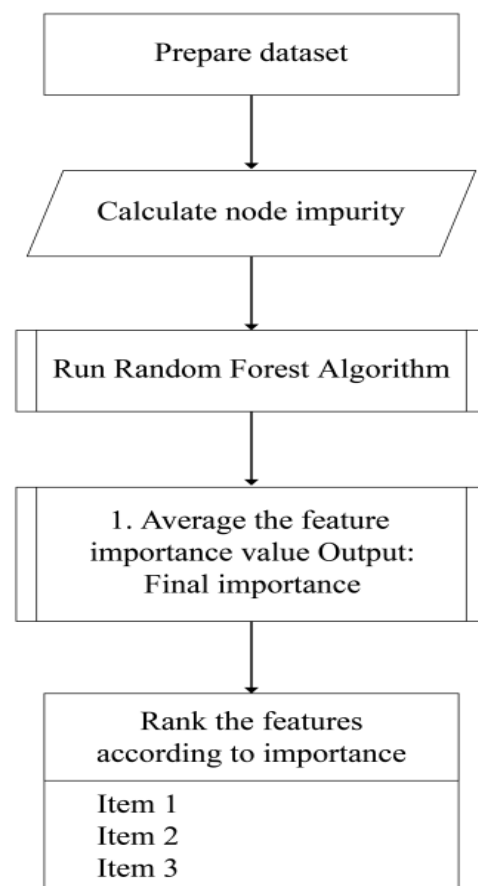 Prepare dataset
Calculate node impurity
Run Random Forest Algorithm
1. Average the feature
importance value Output:
Final importance
Rank the features
according to importance
Item 1
Item 2
Item 3